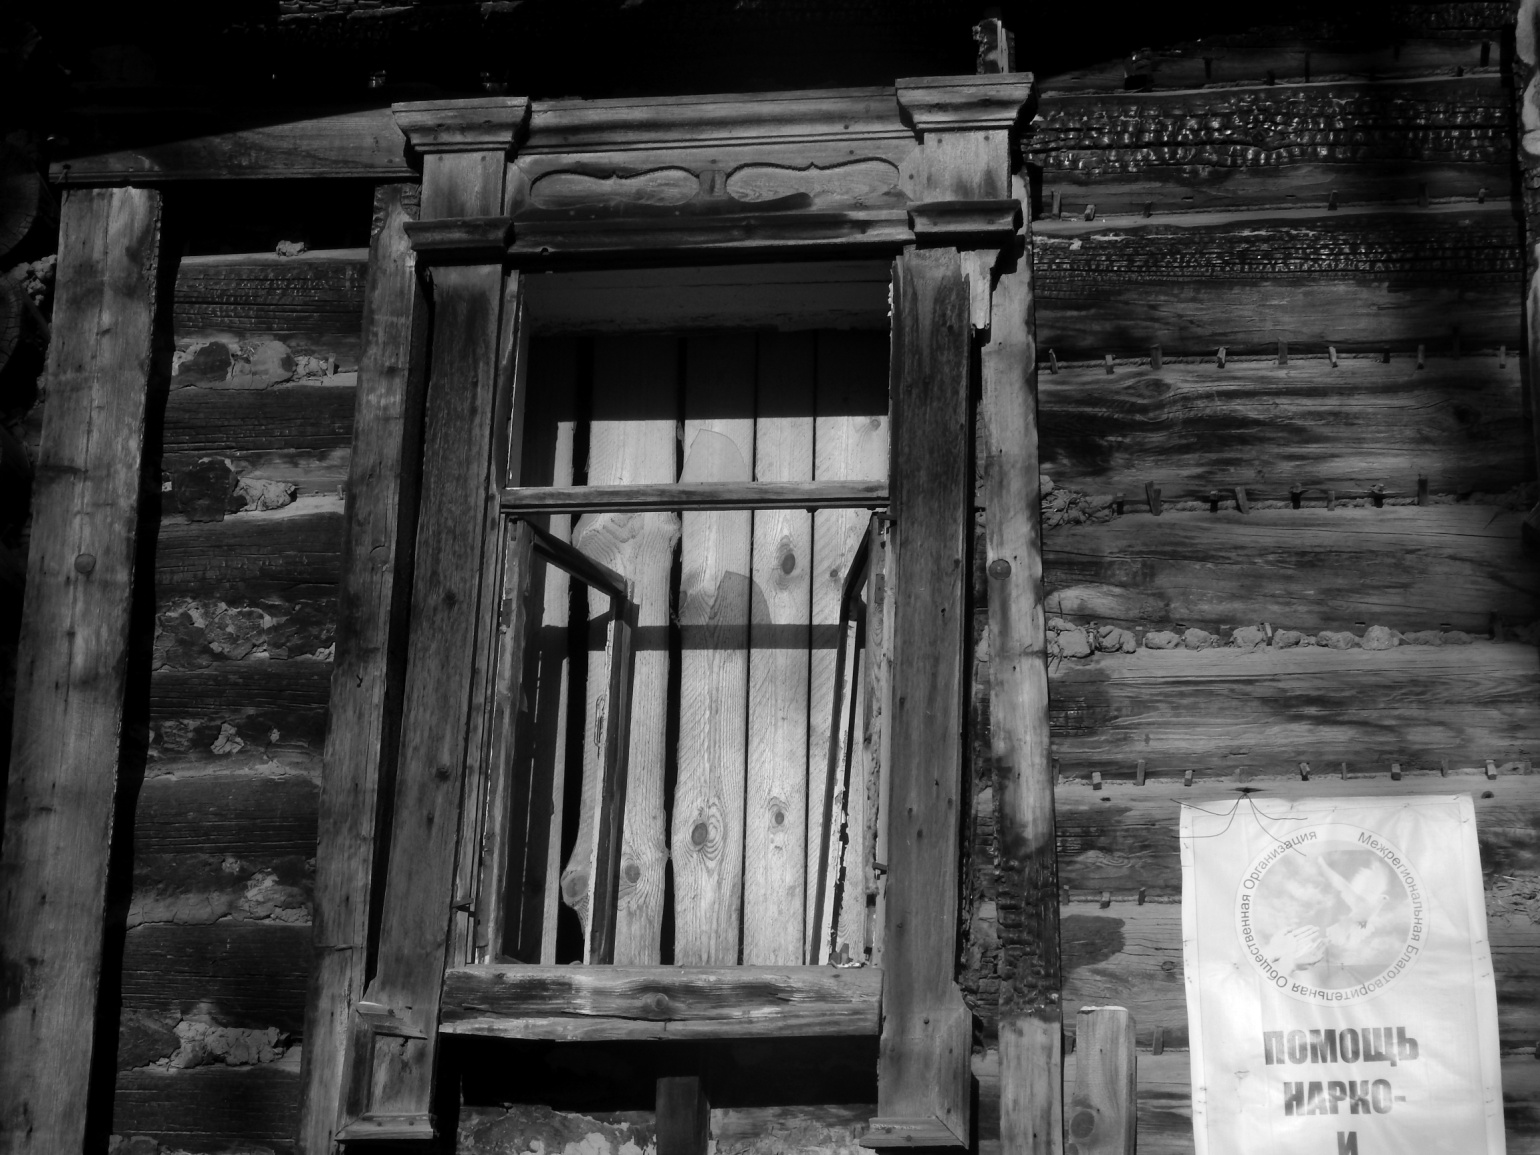 Межрегиональная Благотворительная Общественная Организация
ПОМОЩЬ
НАРКО-
И